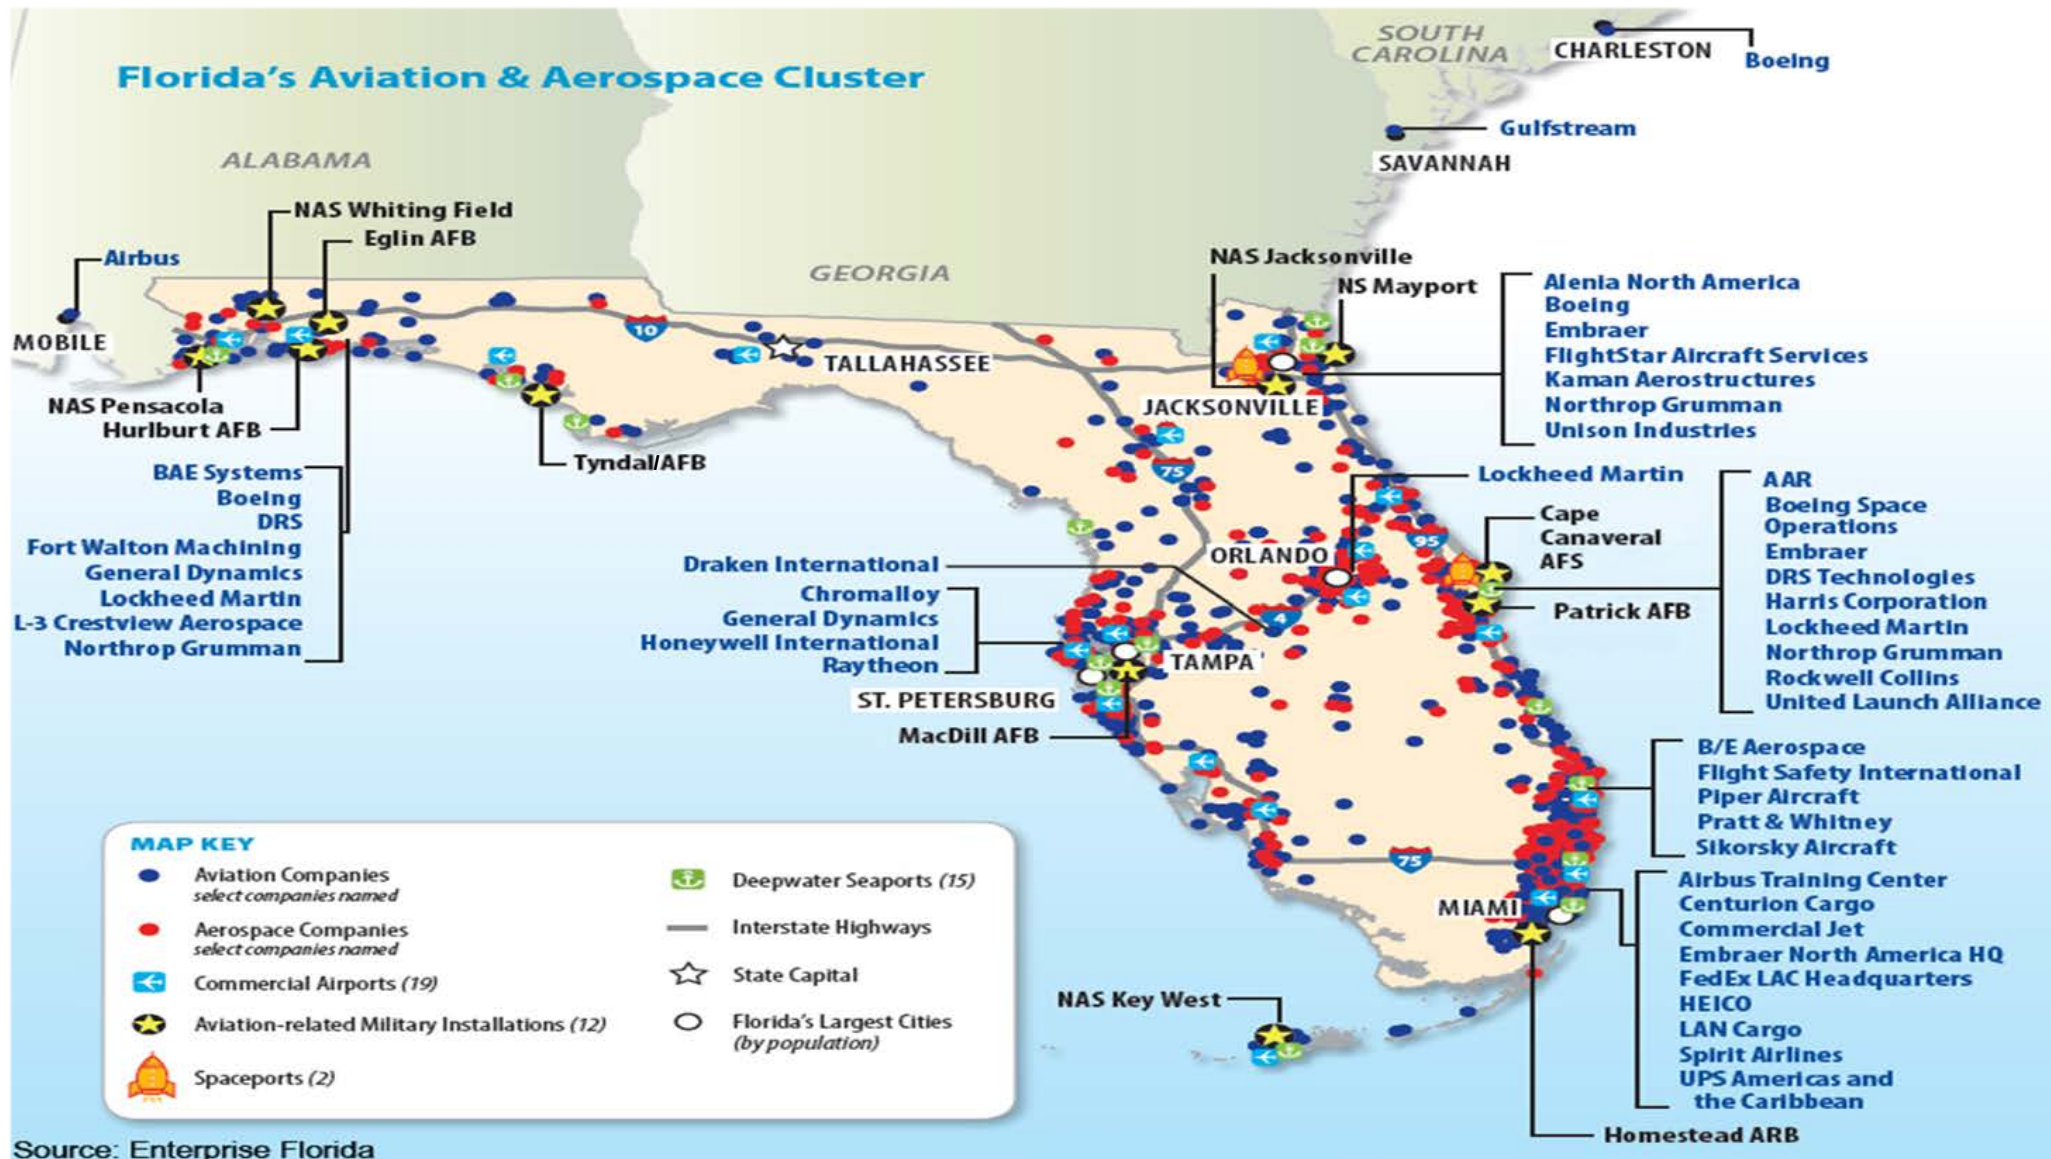 Florida's Aviation & Aerospace Cluster
SOUTH
CAROLINA
CHARLESTON
Boeing
Gulfstream
SAVANNAH
ALABAMA
GEORGIA
NAS Whiting Field
Eglin AFB
Airbus
MOBILE
10
TALLAHASSEE
NAS Pensacola
Hurlburt AFB
Tyndal/AFB
BAE Systems
Boeing
DRS
Fort Walton Machining
General Dynamics
Lockheed Martin
L-3 Crestview Aerospace
Northrop Grumman
NAS Jacksonville
NS Mayport
JACKSONVILLE
Alenia North America
Boeing
Embraer
FlightStar Aircraft Services
Kaman Aerostructures
Northrop Grumman
Unison Industries
75
Lockheed Martin
95
ORLANDO
Cape
Canaveral
AFS
Patrick AFB
AAR
Boeing Space
Operations
Embraer
DRS Technologies
Harris Corporation
Lockheed Martin
Northrop Grumman
Rockwell Collins
United Launch Alliance
Draken International
4
Chromalloy
General Dynamics
Honeywell International
Raytheon
TAMPA
ST. PETERSBURG
MacDill AFB
B/E Aerospace
Flight Safety International
Piper Aircraft
Pratt & Whitney
Sikorsky Aircraft
75
MIAMI
Airbus Training Center
Centurion Cargo
Commercial Jet
Embraer North America HQ
FedEx LAC Headquarters
HEICO
LAN Cargo
Spirit Airlines
UPS Americas and
the Caribbean
NAS Key West
Homestead ARB
MAP KEY
Aviation Companies
select companies named
Aerospace Companies
select companies named
Commercial Airports (19)
Aviation-related Military Installations (12)
Spaceports (2)
Deepwater Seaports (15)
Interstate Highways
State Capital
Florida's Largest Cities
(by population)
Source: Enterprise Florida